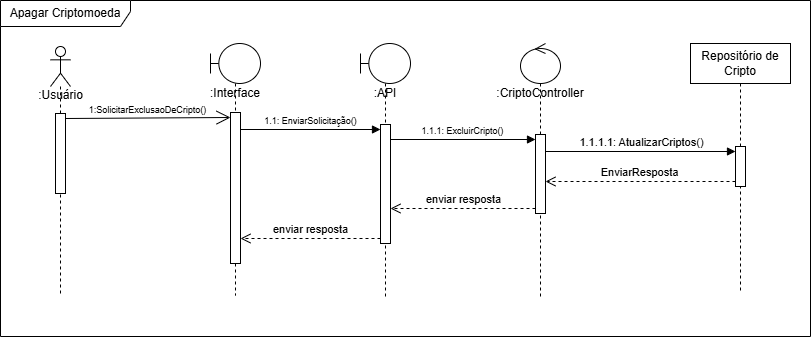 Apagar Criptomoeda
:Usuário
:Interface
:API
:CriptoController
Repositório de
Cripto
1:SolicitarExclusaoDeCripto()
1.1: EnviarSolicitação()
1.1.1: ExcluirCripto()
1.1.1.1: AtualizarCriptos()
EnviarResposta
enviar resposta
enviar resposta